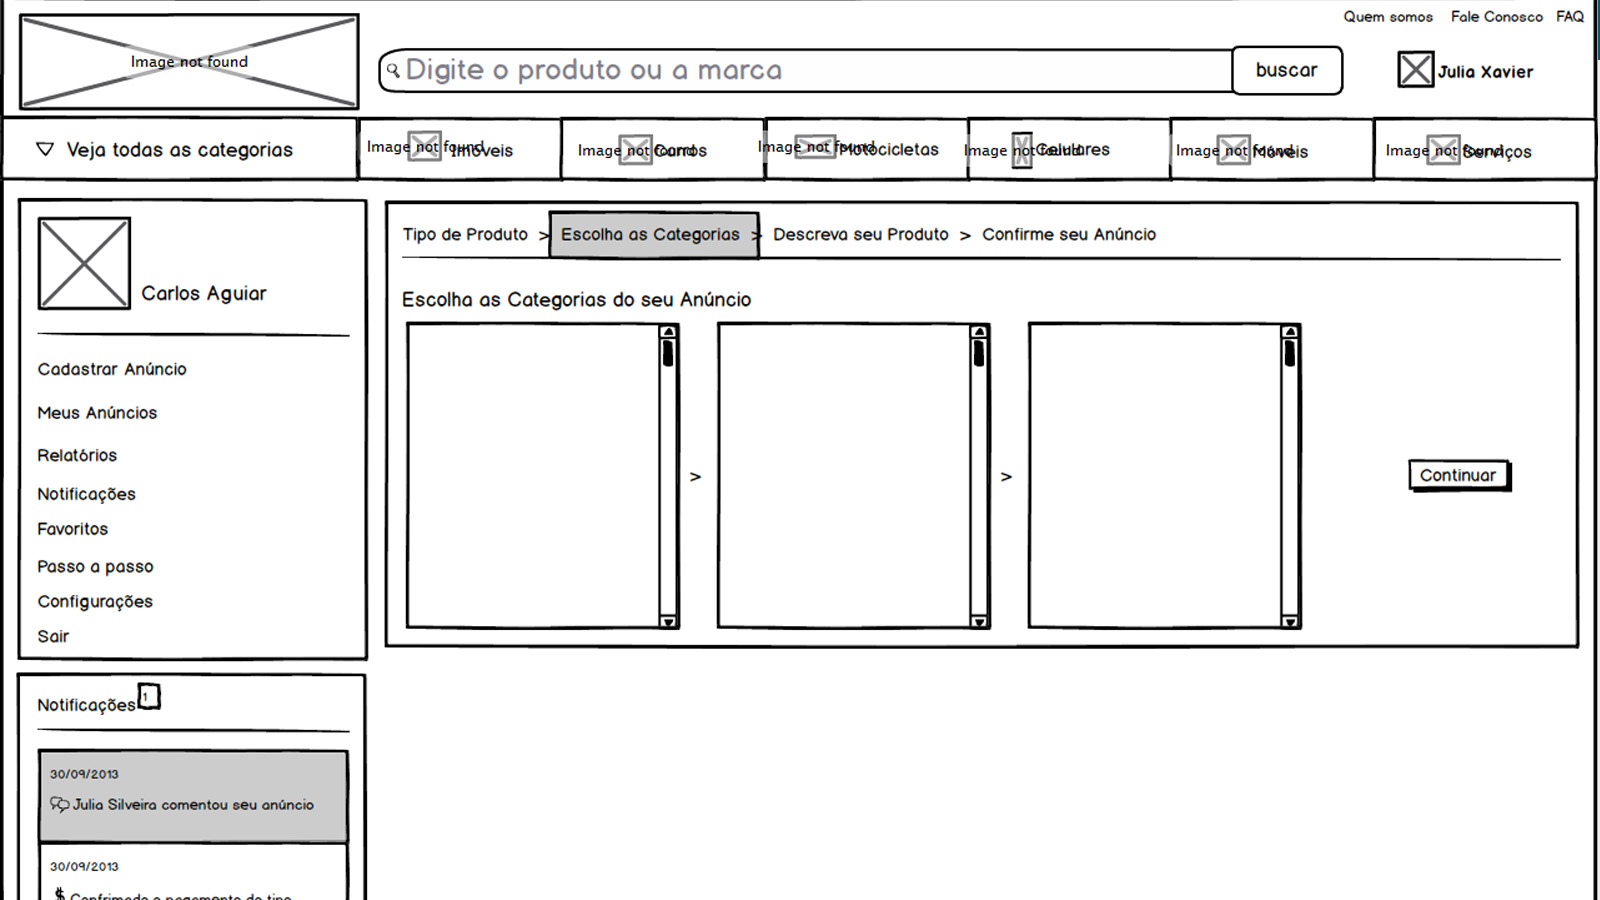 Quem somos Fale Conosco FAQ
Image not found
Digite o produto ou a marca
buscar
Julia Xavier
Veja todas as categorias
Image not found Imóveis
Image not found Carros
Image not found Motocicletas
Image not found Celulares
Image not found Móveis
Image not found Serviços
Carlos Aguiar
Cadastrar Anúncio
Meus Anúncios
Relatórios
Notificações
Favoritos
Passo a passo
Configurações
Sair
Tipo de Produto > Escolha as Categorias > Descreva seu Produto > Confirme seu Anúncio
Escolha as Categorias do seu Anúncio
>
>
Continuar
Notificações 1
30/09/2013
Julia Silveira comentou seu anúncio
30/09/2013
$ Confrimado o pagamento do tipo